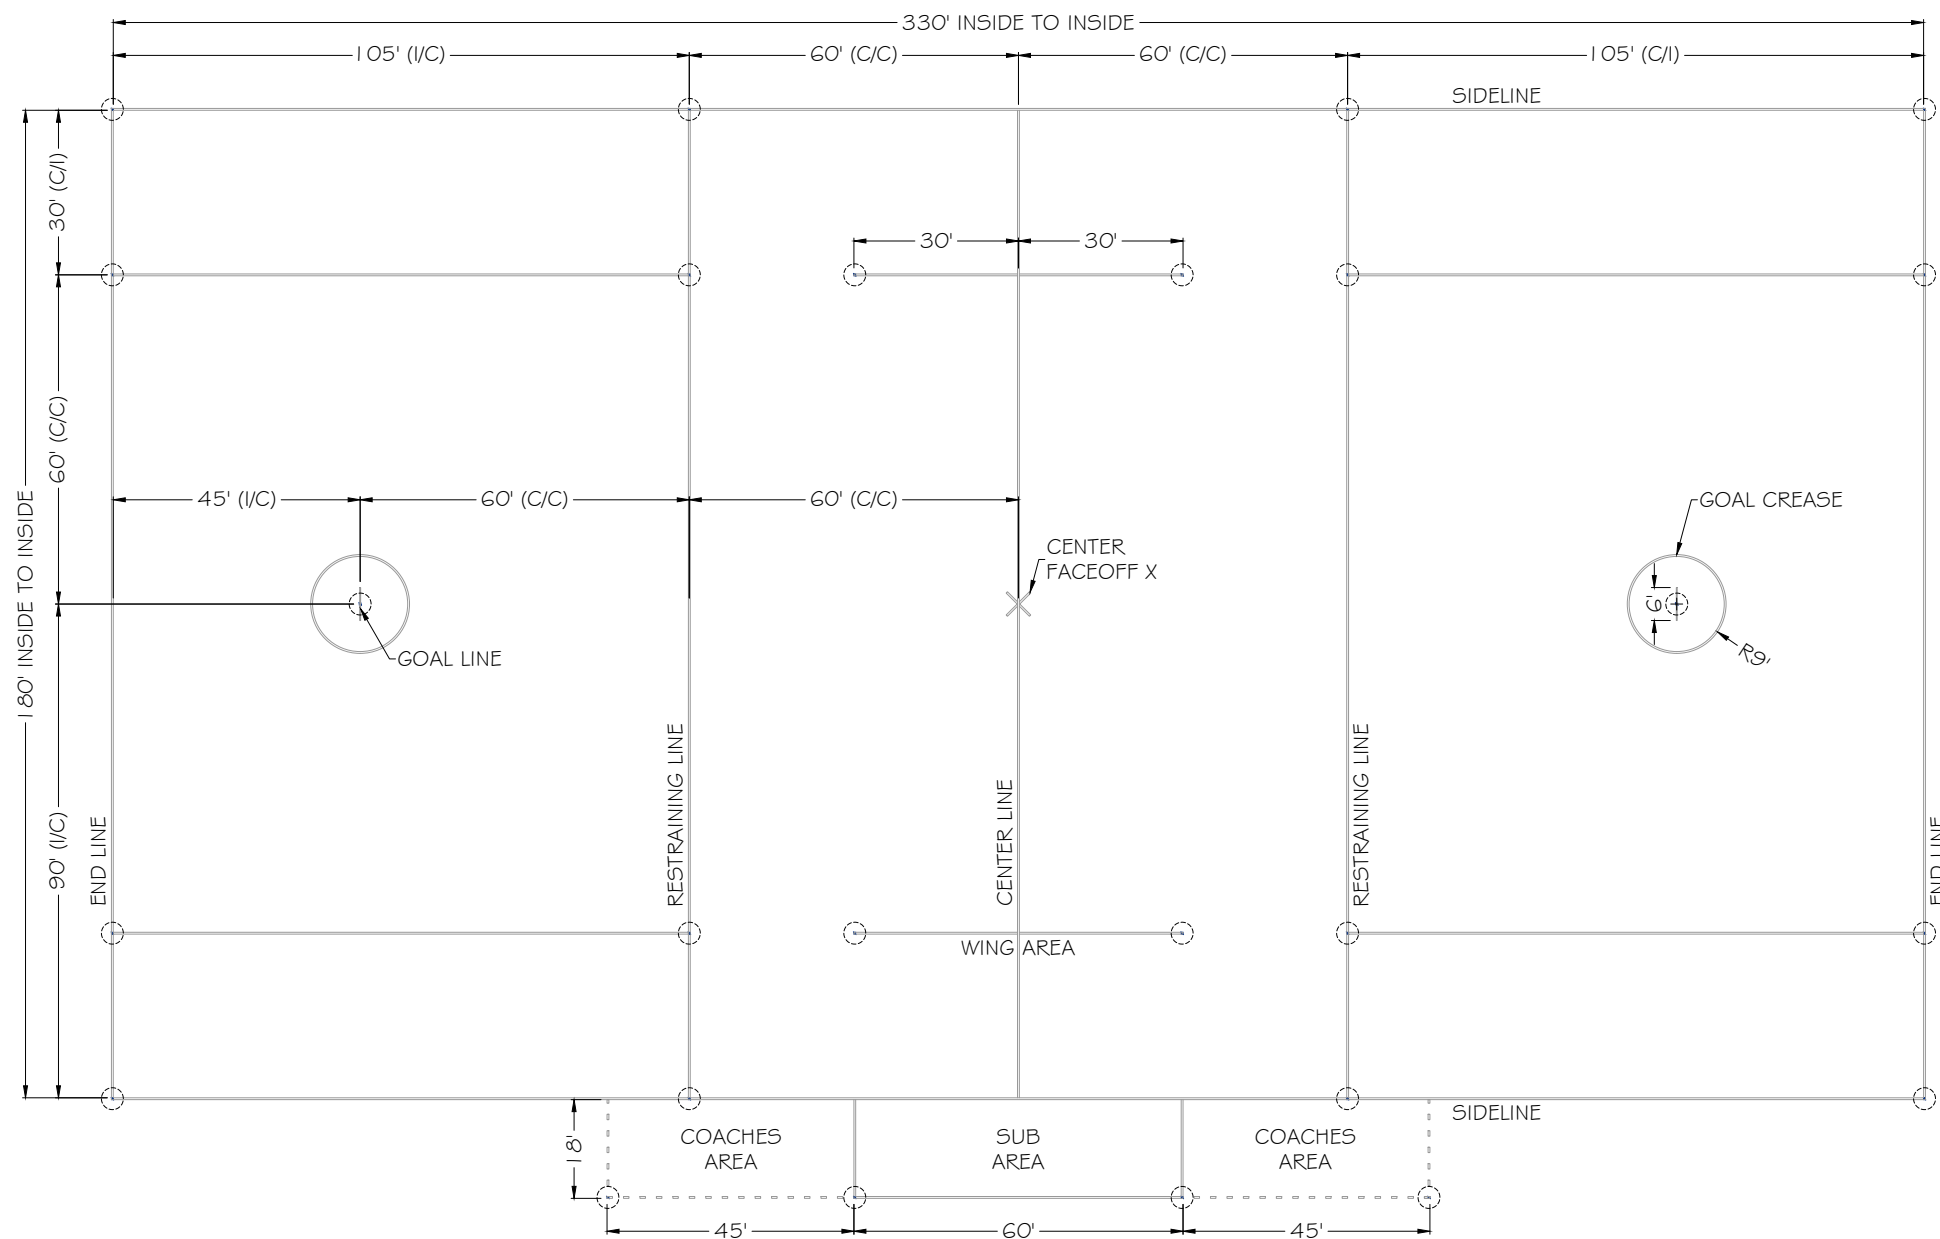 330' INSIDE TO INSIDE
105' (I/C)
60' (C/C)
60' (C/C)
105' (C/I)
SIDELINE
30' (C/I)
30'
30'
60' (C/C)
180' INSIDE TO INSIDE
45' (I/C)
60' (C/C)
60' (C/C)
GOAL CREASE
CENTER
FACEOFF X
6'
GOAL LINE
R9'
90' (I/C)
END LINE
RESTRAINING LINE
CENTER LINE
RESTRAINING LINE
END LINE
WING AREA
SIDELINE
18'
COACHES
AREA
SUB
AREA
COACHES
AREA
45'
60'
45'